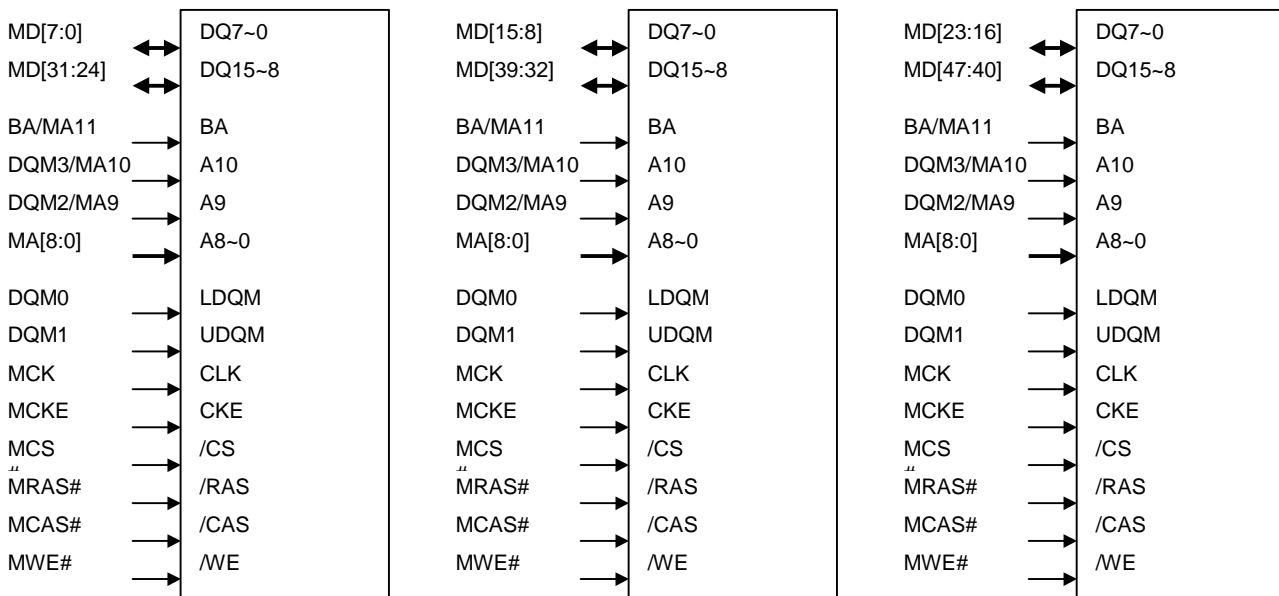 MD[7:0] DQ7~0 MD[15:8] DQ7~0 MD[23:16] DQ7~0
MD[31:24] DQ15~8 MD[39:32] DQ15~8 MD[47:40] DQ15~8
BA/MA11 BA BA/MA11 BA BA/MA11 BA
DQM3/MA10 A10 DQM3/MA10 A10 DQM3/MA10 A10
DQM2/MA9 A9 DQM2/MA9 A9 DQM2/MA9 A9
MA[8:0] A8~0 MA[8:0] A8~0 MA[8:0] A8~0
DQM0 LDQM DQM0 LDQM DQM0 LDQM
DQM1 UDQM DQM1 UDQM DQM1 UDQM
MCK CLK MCK CLK MCK CLK
MCKE CKE MCKE CKE MCKE CKE
MCS /CS MCS /CS MCS /CS
# # #
MRAS# /RAS MRAS# /RAS MRAS# /RAS
MCAS# /CAS MCAS# /CAS MCAS# /CAS
MWE# /WE MWE# /WE MWE# /WE